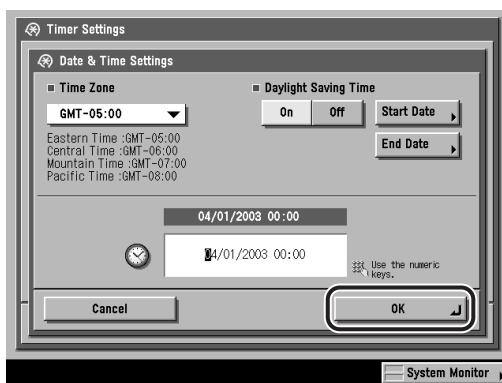 Timer Settings
Date & Time Settings
Time Zone
Daylight Saving Time
GMT-05:00
On Off Start Date
Eastern Time :GMT-05:00
Central Time :GMT-06:00
Mountain Time :GMT-07:00
Pacific Time :GMT-08:00
End Date
04/01/2003 00:00
04/01/2003 00:00
Use the numeric
keys.
Cancel OK
System Monitor